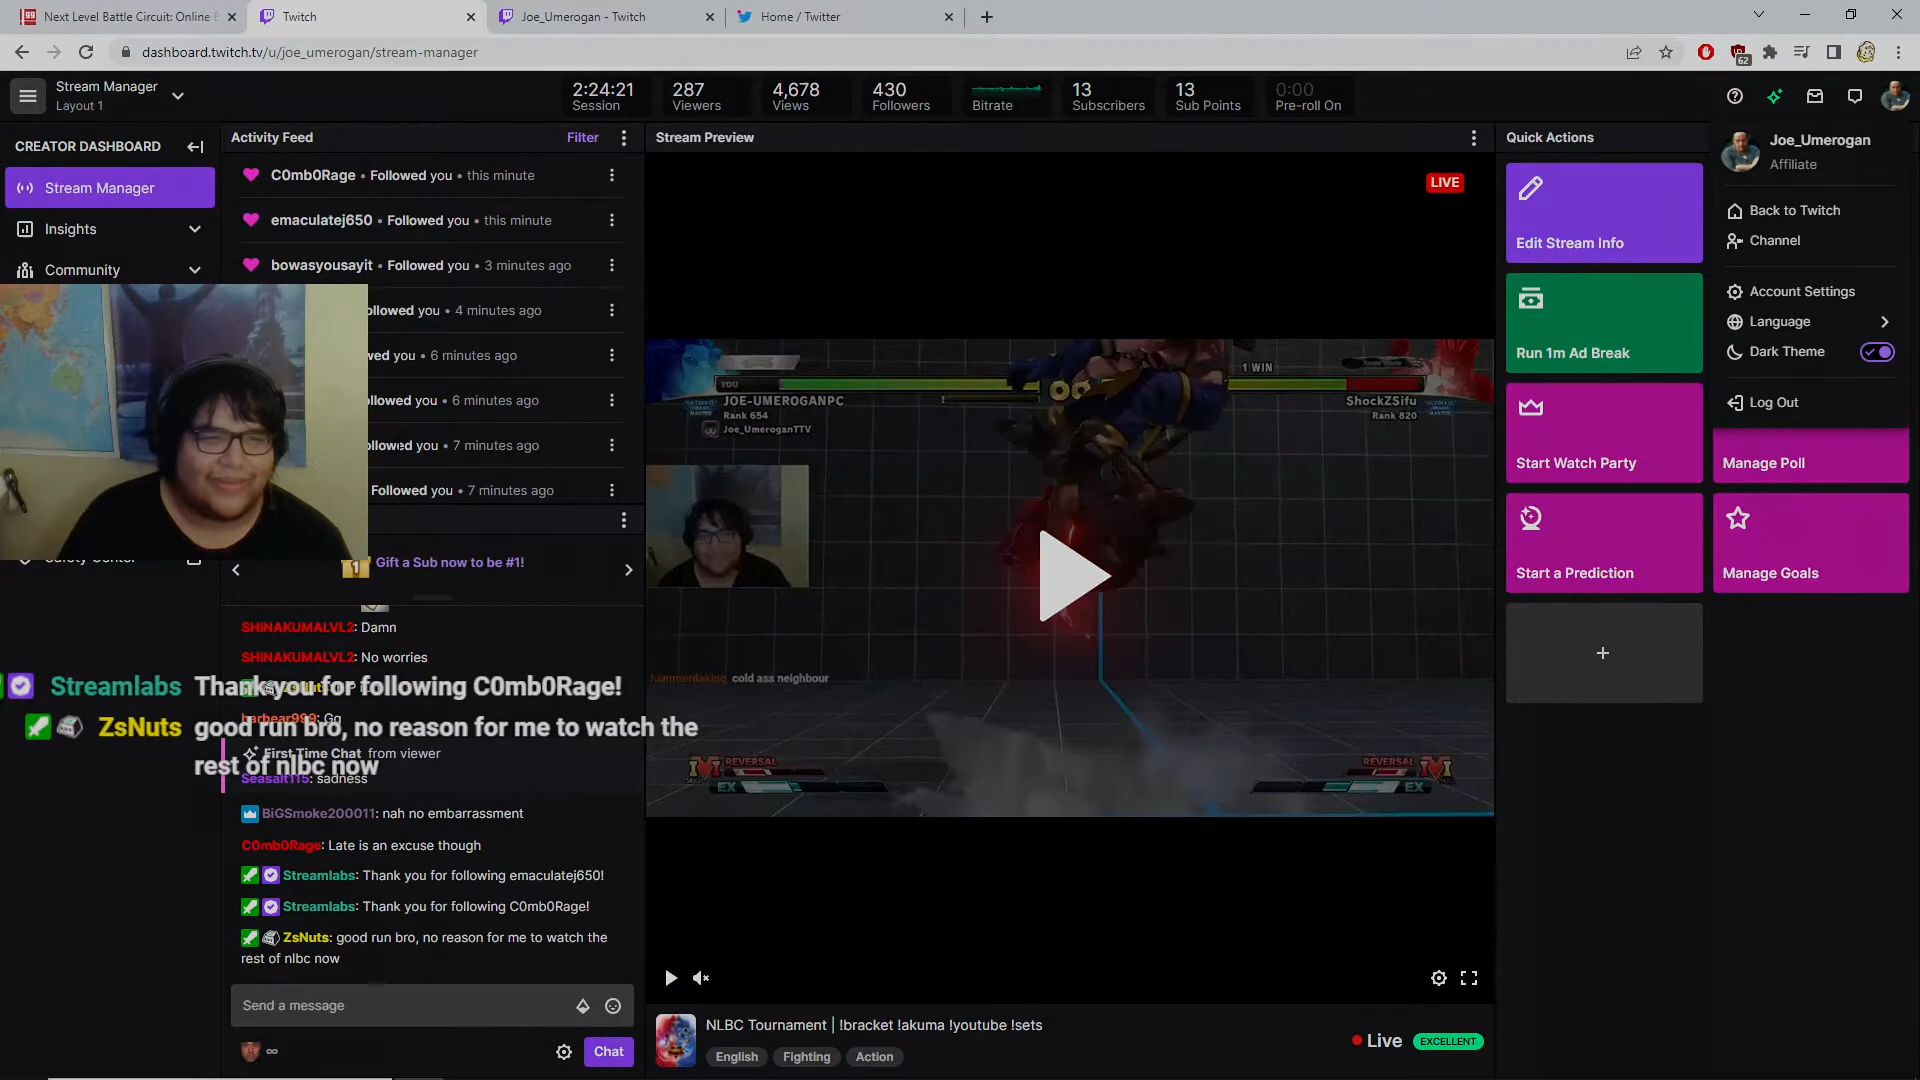 Next Level Battle Circuit: Online
Twitch
Joe_Umerogan - Twitch
Home / Twitter
dashboard.twitch.tv/u/joe_umerogan/stream-manager
62
Stream Manager
Layout 1
2:24:21
Session
287
Viewers
4,678
Views
430
Followers
Bitrate
13
Subscribers
13
Sub Points
0:00
Pre-roll On
CREATOR DASHBOARD
Stream Manager
Insights
Community
Activity Feed
Filter
C0mb0Rage • Followed you • this minute
emaculatej650 • Followed you • this minute
bowasyousayit • Followed you • 3 minutes ago
ollowed you • 4 minutes ago
wed you • 6 minutes ago
ollowed you • 6 minutes ago
ollowed you • 7 minutes ago
Followed you • 7 minutes ago
1 Gift a Sub now to be #1!
SHINAKUMALVL2: Damn
SHINAKUMALVL2: No worries
Streamlabs Thank you for following C0mb0Rage!
barbear999: Gg
ZsNuts good run bro, no reason for me to watch the
rest of nlbc now
First Time Chat from viewer
Seasalt115: sadness
BiGSmoke200011: nah no embarrassment
C0mb0Rage: Late is an excuse though
Streamlabs: Thank you for following emaculatej650!
Streamlabs: Thank you for following C0mb0Rage!
ZsNuts: good run bro, no reason for me to watch the
rest of nlbc now
Send a message
∞
Chat
Stream Preview
LIVE
YOU
1 WIN
JOE-UMEROGANPC
Rank 654
Joe_UmeroganTTV
ShockZSifu
Rank 820
hammerdaking cold ass neighbour
REVERSAL
EX
REVERSAL
EX
NLBC Tournament | !bracket !akuma !youtube !sets
English Fighting Action
Live EXCELLENT
Quick Actions
Edit Stream Info
Run 1m Ad Break
Start Watch Party
Manage Poll
Start a Prediction
Manage Goals
+
Joe_Umerogan
Affiliate
Back to Twitch
Channel
Account Settings
Language
Dark Theme
Log Out